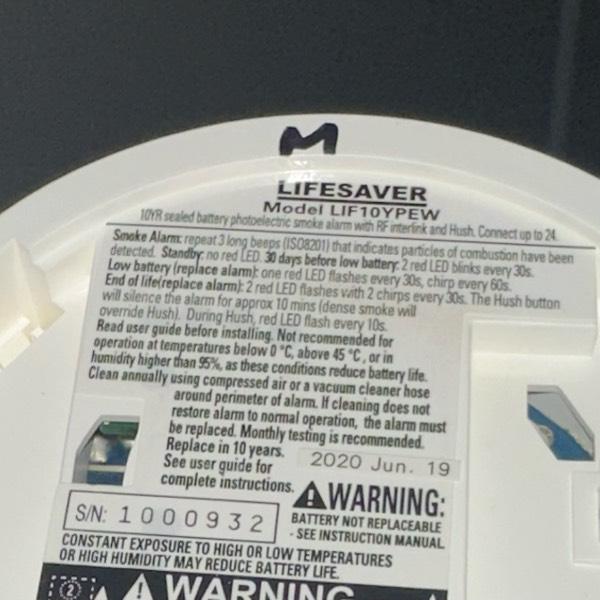 M
LIFESAVER
Model LIF10YPEW
10YR sealed battery photoelectric smoke alarm with RF interlink and Hush. Connect up to 24.
Smoke Alarm: repeat 3 long beeps (ISO8201) that indicates particles of combustion have been
detected. Standby: no red LED. 30 days before low battery: 2 red LED blinks every 30s.
Low battery (replace alarm): one red LED flashes every 30s, chirp every 60s.
End of life(replace alarm): 2 red LED flashes with 2 chirps every 30s. The Hush button
will silence the alarm for approx 10 mins (dense smoke will
override Hush). During Hush, red LED flash every 10s.
Read user guide before installing. Not recommended for
operation at temperatures below 0 °C, above 45 °C, or in
humidity higher than 95%, as these conditions reduce battery life.
Clean annually using compressed air or a vacuum cleaner hose
around perimeter of alarm. If cleaning does not
restore alarm to normal operation, the alarm must
be replaced. Monthly testing is recommended.
Replace in 10 years. 2020 Jun. 19
See user guide for
complete instructions.
WARNING:
BATTERY NOT REPLACEABLE
- SEE INSTRUCTION MANUAL
S/N: 1000932
CONSTANT EXPOSURE TO HIGH OR LOW TEMPERATURES
OR HIGH HUMIDITY MAY REDUCE BATTERY LIFE.
2 WARNING